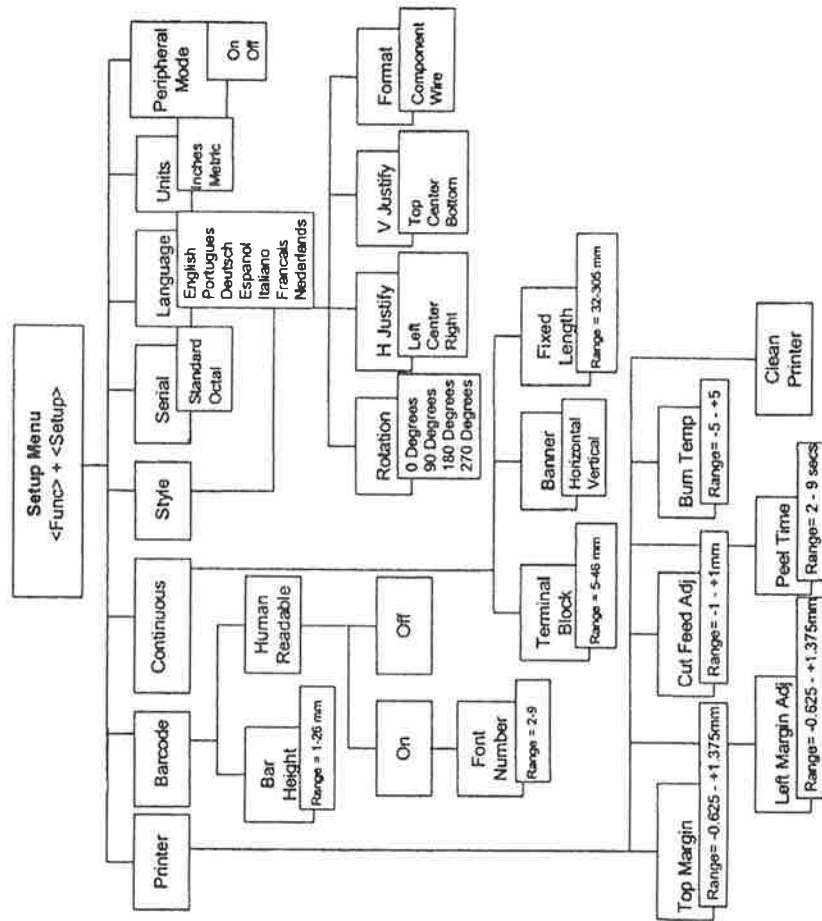 Setup Menu
<Func> + <Setup>
Printer
Barcode
Continuous
Style
Serial
Standard
Octal
Language
English
Portugues
Deutsch
Espanol
Italiano
Francais
Nederlands
Units
Inches
Metric
Peripheral
Mode
On
Off
Bar
Height
Range = 1-26 mm
Human
Readable
On
Off
Font
Number
Range = 2-9
Rotation
0 Degrees
90 Degrees
180 Degrees
270 Degrees
H Justify
Left
Center
Right
V Justify
Top
Center
Bottom
Format
Component
Wire
Terminal
Block
Range = 5-46 mm
Banner
Horizontal
Vertical
Fixed
Length
Range = 32-305 mm
Top Margin
Range= -0.625 - +1.375mm
Left Margin Adj
Range= -0.625 - +1.375mm
Cut Feed Adj
Range= -1 - +1mm
Peel Time
Range= 2 - 9 secs
Burn Temp
Range= -5 - +5
Clean
Printer